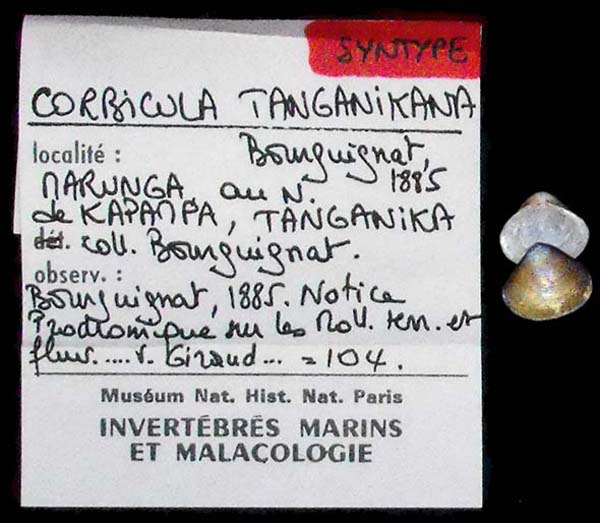 SYNTYPE
CORBICULA TANGANIKANA
localité : Bourguignat, 1885
MARUNGA au N.
de KAPAMPA, TANGANIKA
dét. coll. Bourguignat.
observ. :
Bourguignat, 1885. Notice
Prodromique sur les Moll. terr. et
fluv. .... v. Giraud ... = 104.
Muséum Nat. Hist. Nat. Paris
INVERTÉBRÉS MARINS
ET MALACOLOGIE